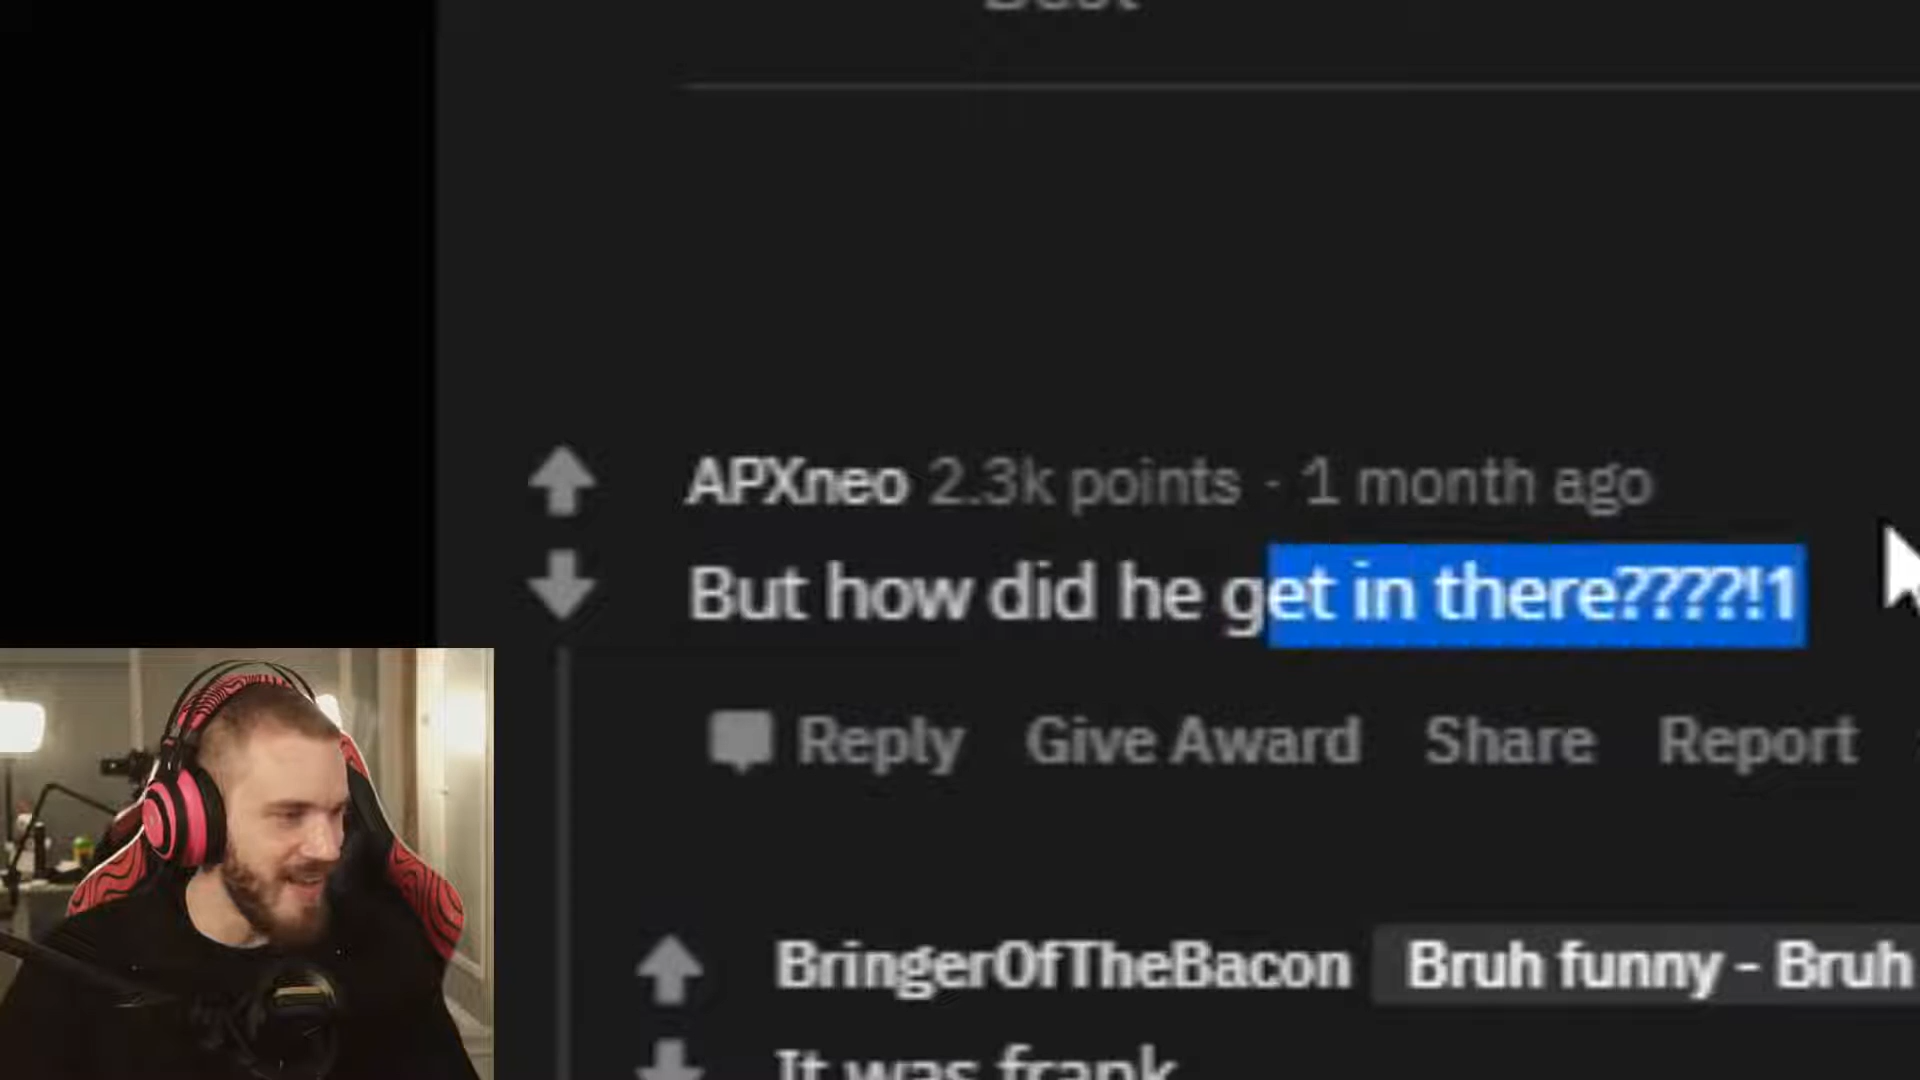 Best
APXneo 2.3k points · 1 month ago
But how did he get in there????!1
Reply Give Award Share Report
BringerOfTheBacon Bruh funny - Bruh
It was frank